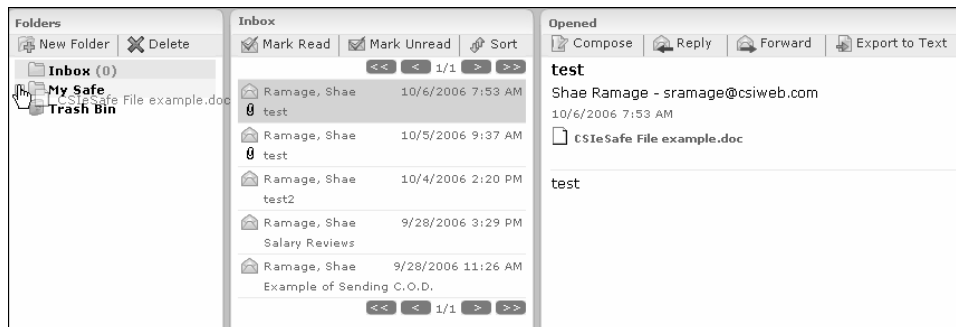 Folders
New Folder Delete
Inbox (0)
My Safe
CSIeSafe File example.doc
Trash Bin
Inbox
Mark Read Mark Unread Sort
<< < 1/1 > >>
Ramage, Shae 10/6/2006 7:53 AM
test
Ramage, Shae 10/5/2006 9:37 AM
test
Ramage, Shae 10/4/2006 2:20 PM
test2
Ramage, Shae 9/28/2006 3:29 PM
Salary Reviews
Ramage, Shae 9/28/2006 11:26 AM
Example of Sending C.O.D.
<< < 1/1 > >>
Opened
Compose Reply Forward Export to Text
test
Shae Ramage - sramage@csiweb.com
10/6/2006 7:53 AM
CSIeSafe File example.doc
test